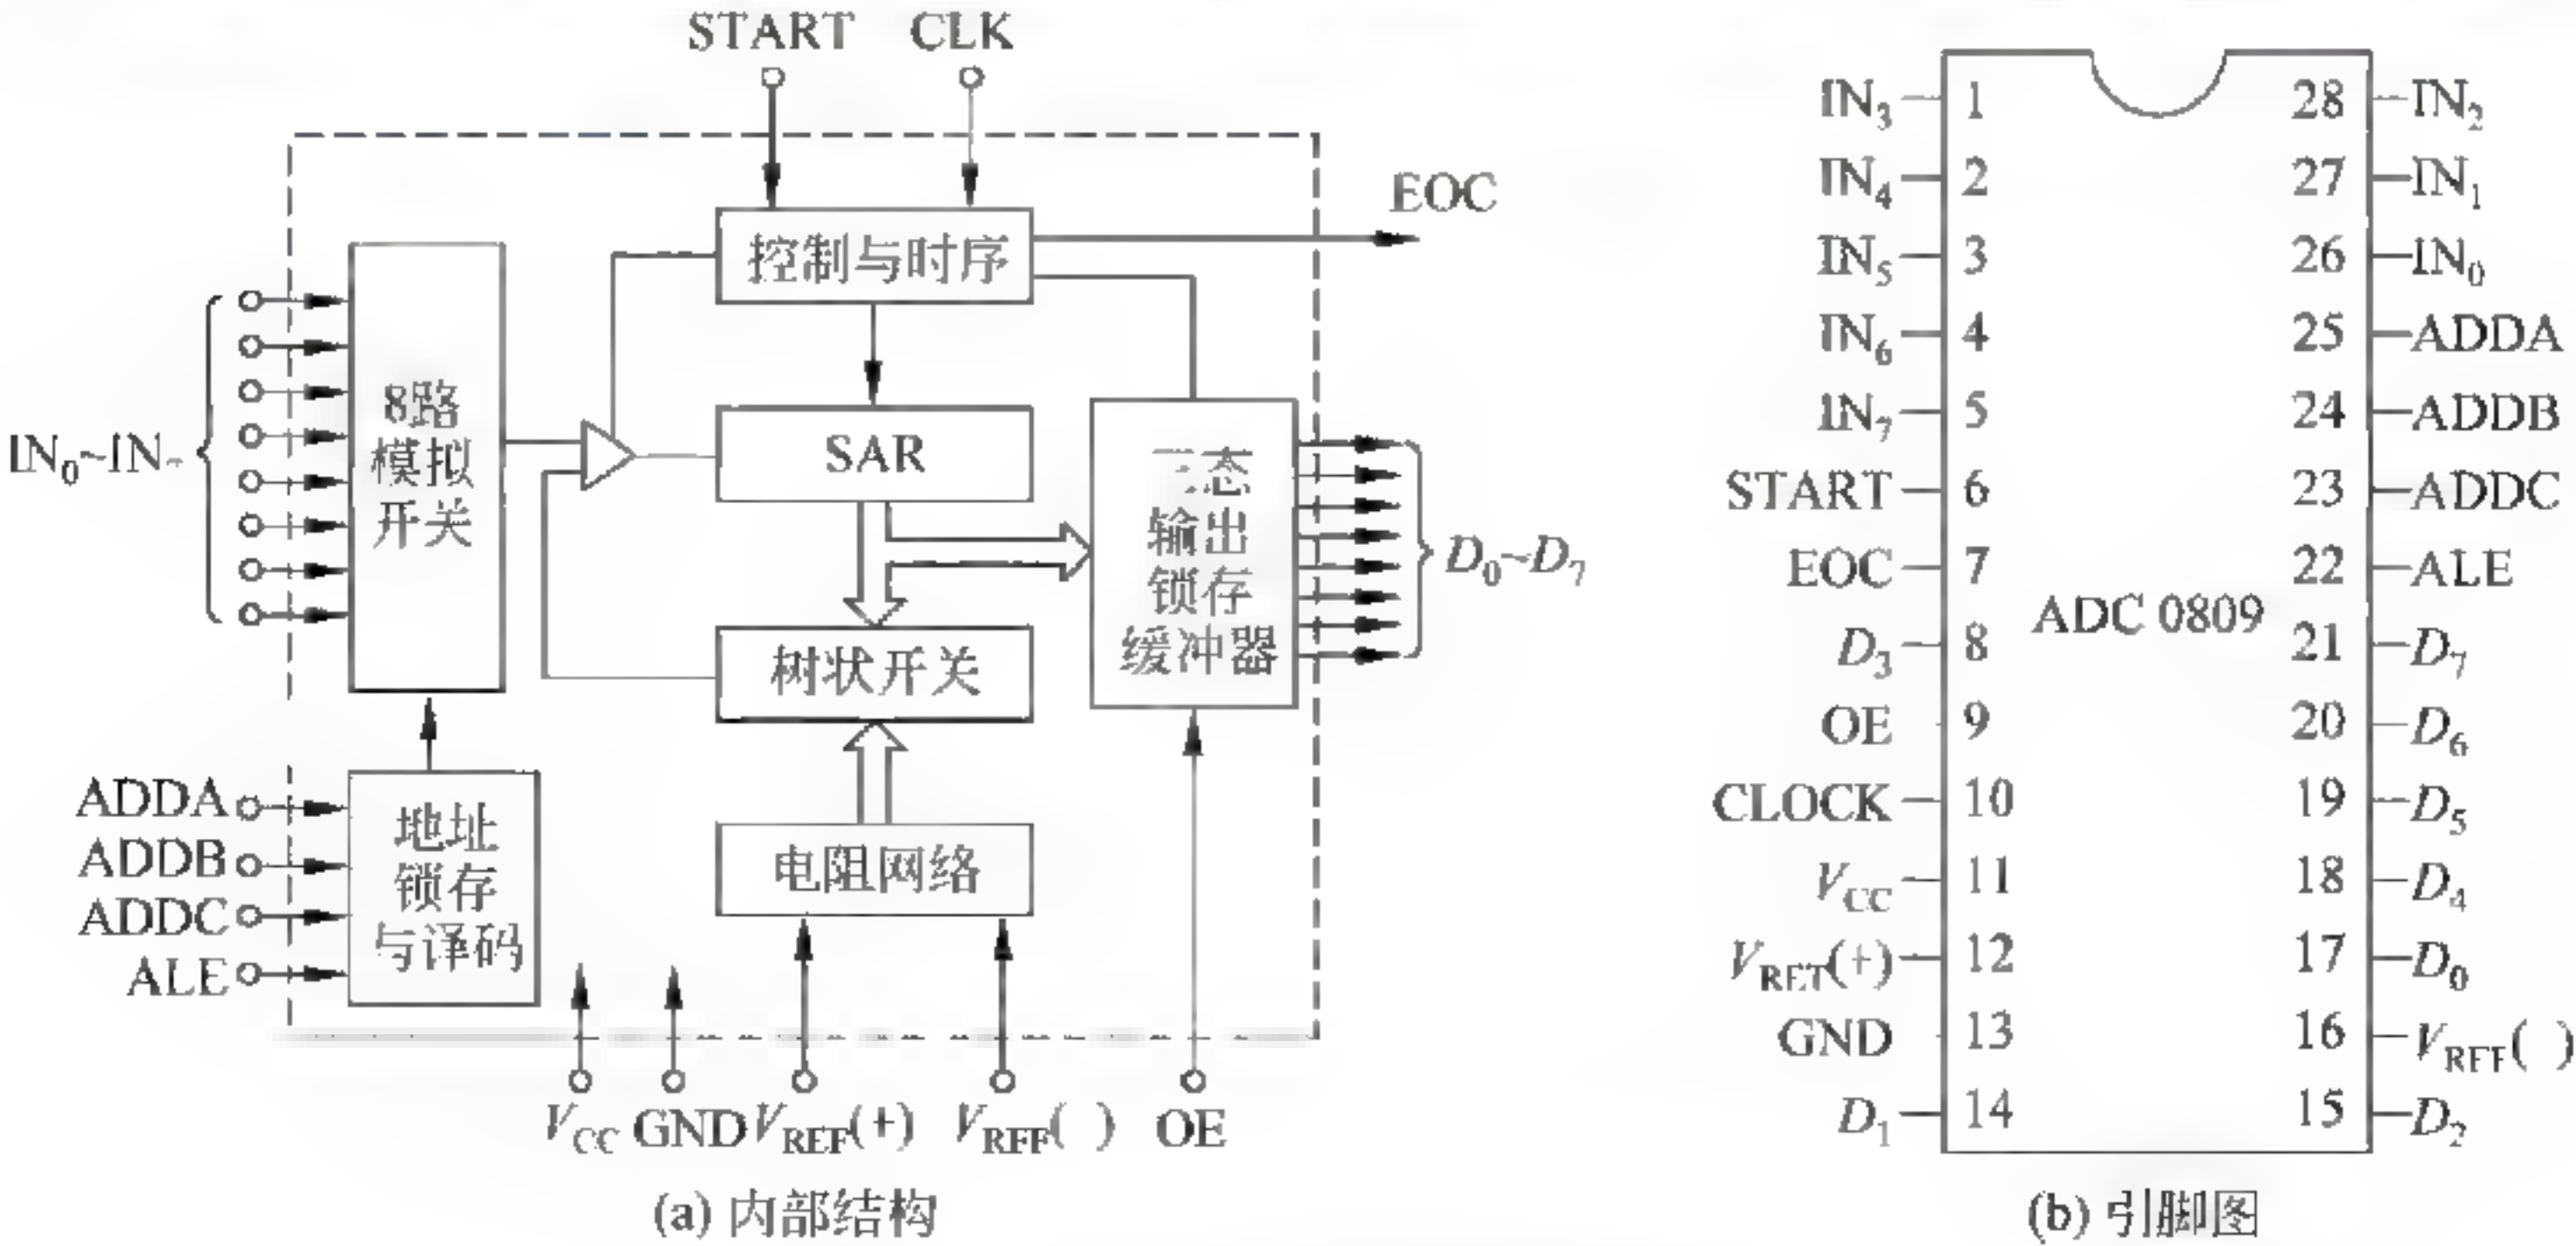 START CLK
EOC
控制与时序
8路
模拟
开关
IN₀~IN
SAR
态
输出
锁存
缓冲器
D₀~D₇
树状开关
ADDA
ADDB
ADDC
ALE
地址
锁存
与译码
电阻网络
V_CC GND V_REF(+) V_REF( ) OE
(a) 内部结构
IN₃ 1 28 IN₂
IN₄ 2 27 IN₁
IN₅ 3 26 IN₀
IN₆ 4 25 ADDA
IN₇ 5 24 ADDB
START 6 23 ADDC
EOC 7 22 ALE
ADC 0809
D₃ 8 21 D₇
OE 9 20 D₆
CLOCK 10 19 D₅
V_CC 11 18 D₄
V_RET(+) 12 17 D₀
GND 13 16 V_REF( )
D₁ 14 15 D₂
(b) 引脚图